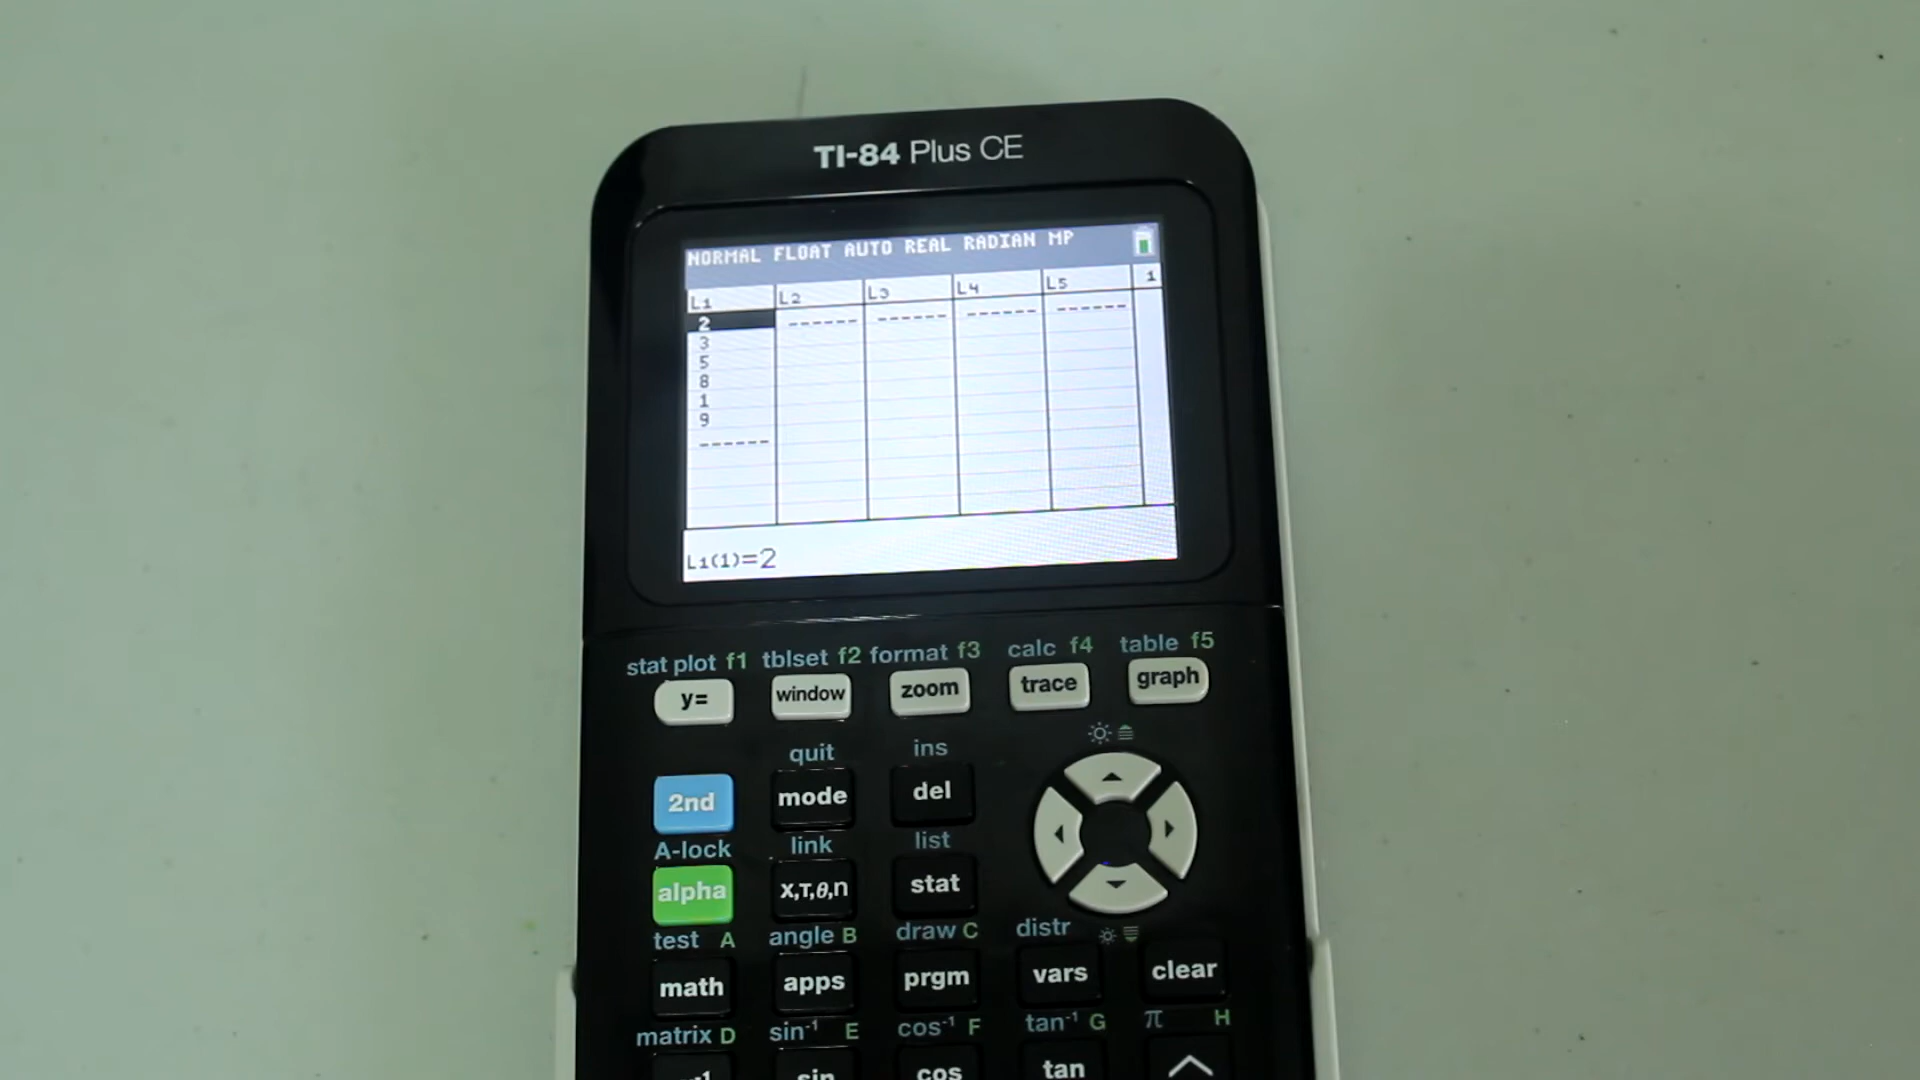 TI-84 Plus CE
NORMAL FLOAT AUTO REAL RADIAN MP
L1 L2 L3 L4 L5 1
2 ------ ------ ------ ------
3
5
8
1
9
------
L1(1)=2
stat plot f1 tblset f2 format f3 calc f4 table f5
y= window zoom trace graph
quit ins
2nd mode del
A-lock link list
alpha X,T,θ,n stat
test A angle B draw C distr
math apps prgm vars clear
matrix D sin⁻¹ E cos⁻¹ F tan⁻¹ G π H
sin cos tan